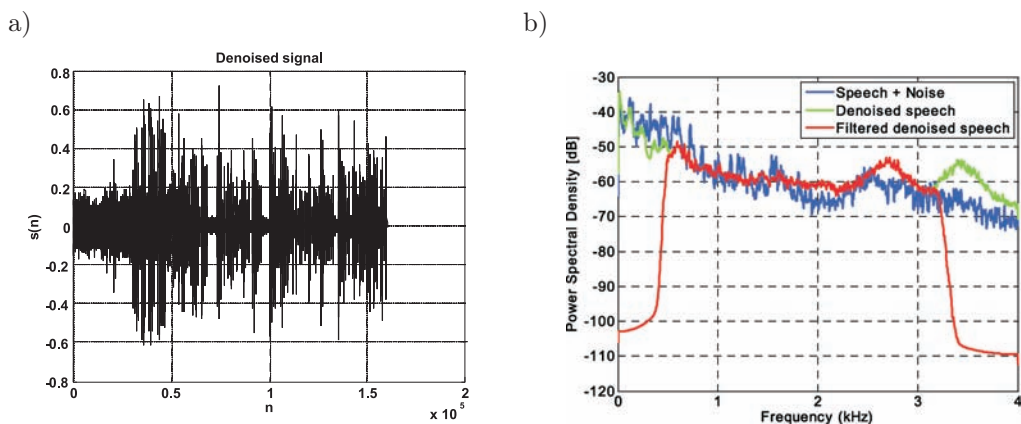 a)
Denoised signal
0.8
0.6
0.4
0.2
0
-0.2
-0.4
-0.6
-0.8
s(n)
0 0.5 1 1.5 2
n
x 10^5
b)
-30
-40
-50
-60
-70
-80
-90
-100
-110
-120
Power Spectral Density [dB]
Speech + Noise
Denoised speech
Filtered denoised speech
0 1 2 3 4
Frequency (kHz)